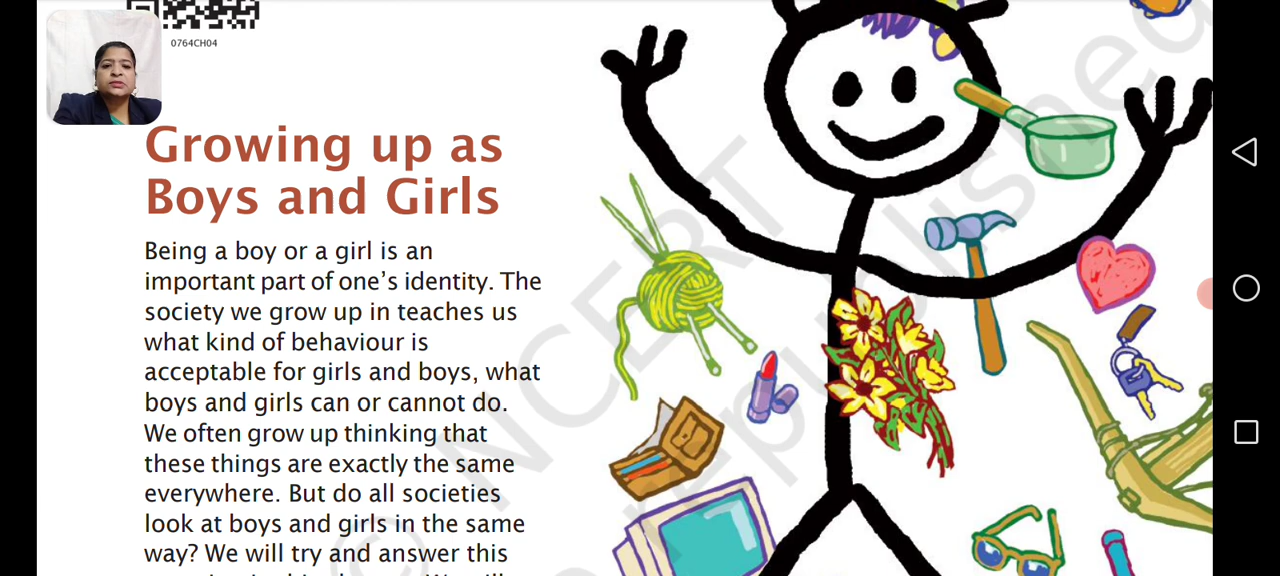 0764CH04
Growing up as
Boys and Girls
Being a boy or a girl is an
important part of one’s identity. The
society we grow up in teaches us
what kind of behaviour is
acceptable for girls and boys, what
boys and girls can or cannot do.
We often grow up thinking that
these things are exactly the same
everywhere. But do all societies
look at boys and girls in the same
way? We will try and answer this
© NCERT